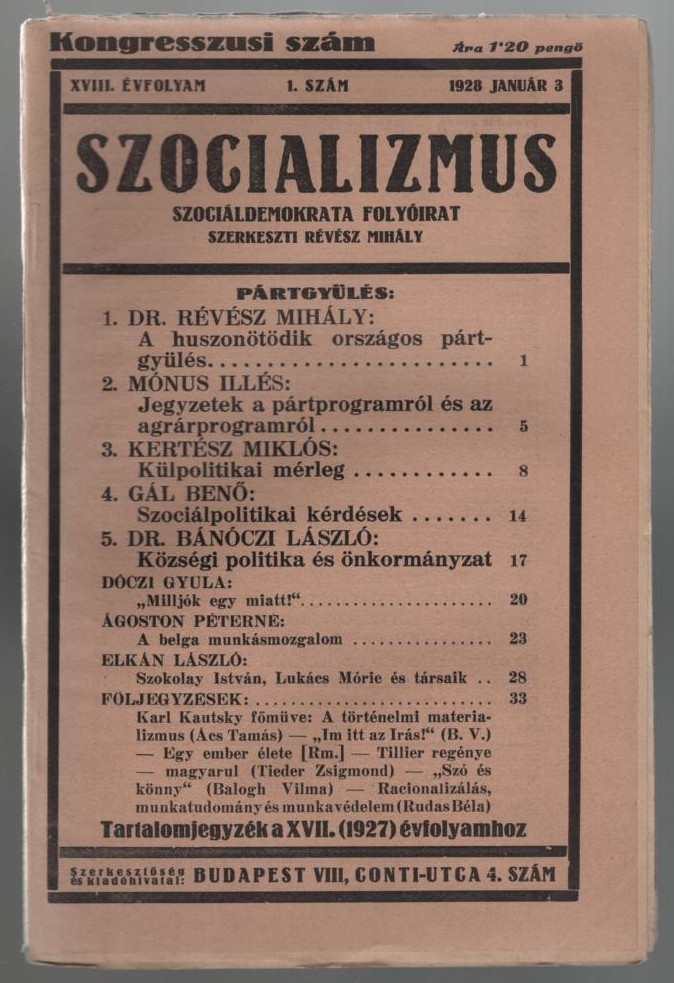 Kongresszusi szám
Ára 1'20 pengő
XVIII. ÉVFOLYAM 1. SZÁM 1928 JANUÁR 3
SZOCIALIZMUS
SZOCIÁLDEMOKRATA FOLYÓIRAT
SZERKESZTI RÉVÉSZ MIHÁLY
PÁRTGYÜLÉS:
1. DR. RÉVÉSZ MIHÁLY:
A huszonötödik országos párt-
gyülés........................ 1
2. MÓNUS ILLÉS:
Jegyzetek a pártprogramról és az
agrárprogramról............... 5
3. KERTÉSZ MIKLÓS:
Külpolitikai mérleg ............ 8
4. GÁL BENŐ:
Szociálpolitikai kérdések ....... 14
5. DR. BÁNÓCZI LÁSZLÓ:
Községi politika és önkormányzat 17
DÓCZI GYULA:
„Milljók egy miatt!“...................... 20
ÁGOSTON PÉTERNÉ:
A belga munkásmozgalom ................ 23
ELKÁN LÁSZLÓ:
Szokolay István, Lukács Móric és társaik .. 28
FÖLJEGYZÉSEK:........................... 33
Karl Kautsky főmüve: A történelmi materia-
lizmus (Ács Tamás) — „Im itt az Irás!“ (B. V.)
— Egy ember élete [Rm.] — Tillier regénye
— magyarul (Tieder Zsigmond) — „Szó és
könny“ (Balogh Vilma) — Racionalizálás,
munkatudomány és munkavédelem (Rudas Béla)
Tartalomjegyzék a XVII. (1927) évfolyamhoz
Szerkesztőség
és kiadóhivatal: BUDAPEST VIII, CONTI-UTCA 4. SZÁM